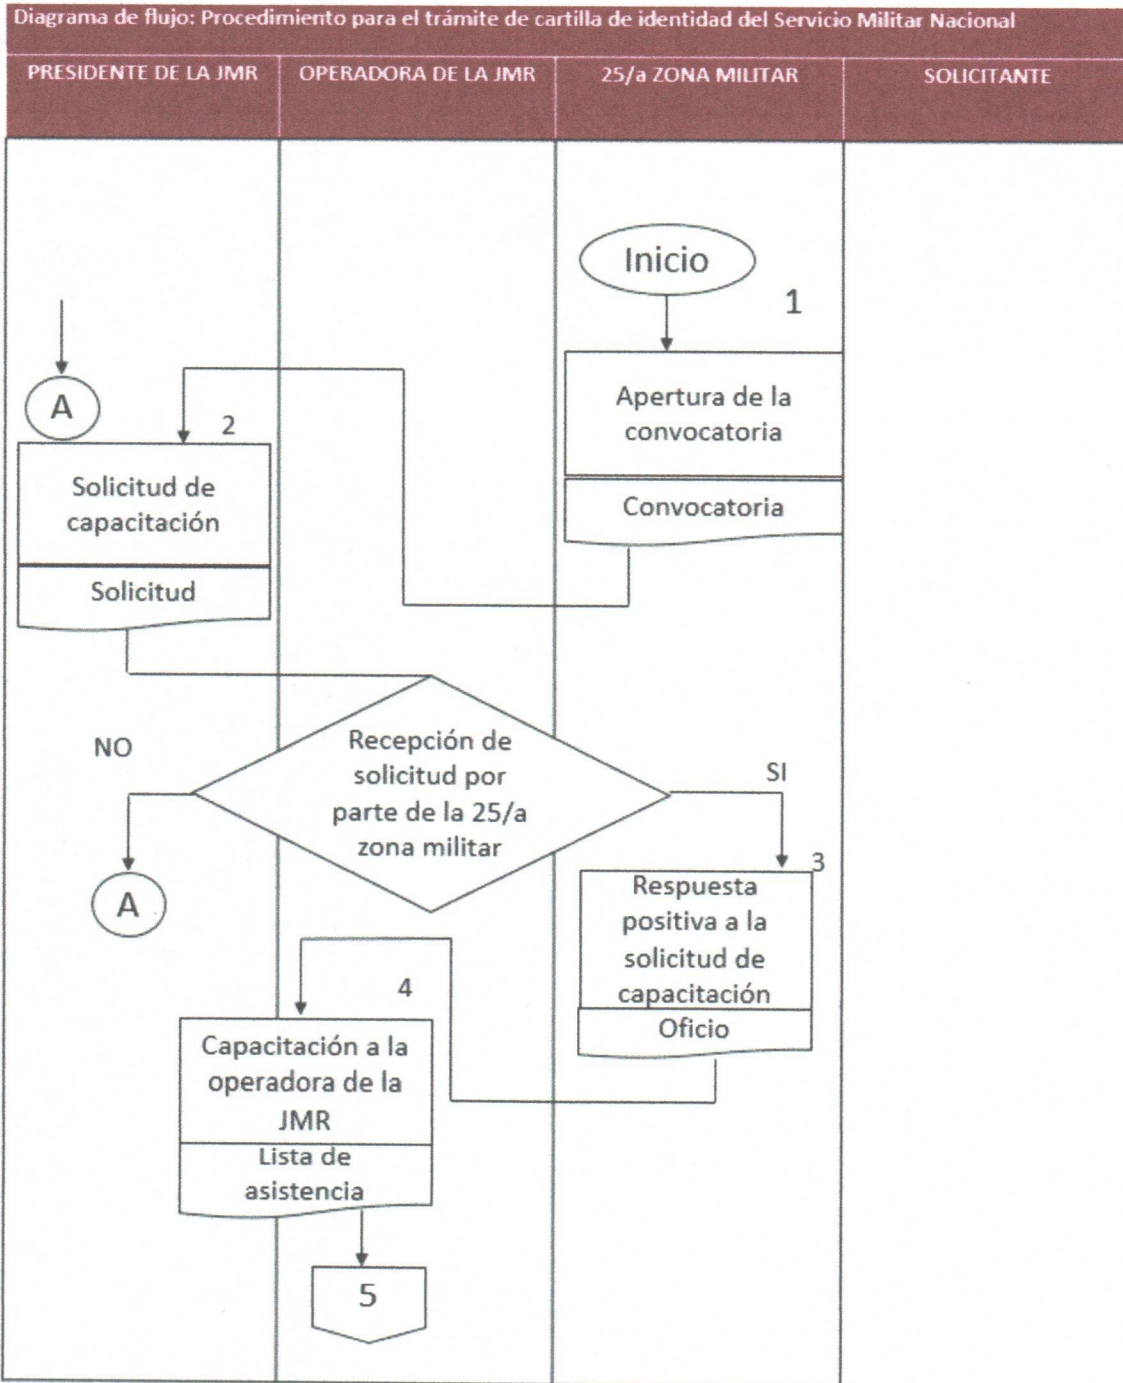 Diagrama de flujo: Procedimiento para el trámite de cartilla de identidad del Servicio Militar Nacional
PRESIDENTE DE LA JMR
OPERADORA DE LA JMR
25/a ZONA MILITAR
SOLICITANTE
Inicio
1
Apertura de la
convocatoria
Convocatoria
A
2
Solicitud de
capacitación
Solicitud
Recepción de
solicitud por
parte de la 25/a
zona militar
NO
SI
A
3
Respuesta
positiva a la
solicitud de
capacitación
Oficio
4
Capacitación a la
operadora de la
JMR
Lista de
asistencia
5